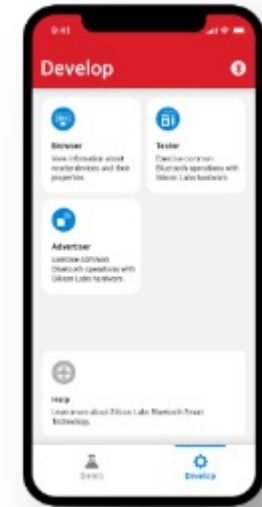 9:41
Develop
Browser
View information about
nearby devices and their
properties.
Tester
Exercise common
Bluetooth operations with
Silicon Labs hardware
Advertiser
Exercise common
Bluetooth operations with
Silicon Labs hardware.
Help
Learn more about Silicon Labs Bluetooth Smart
Technology.
Demo
Develop